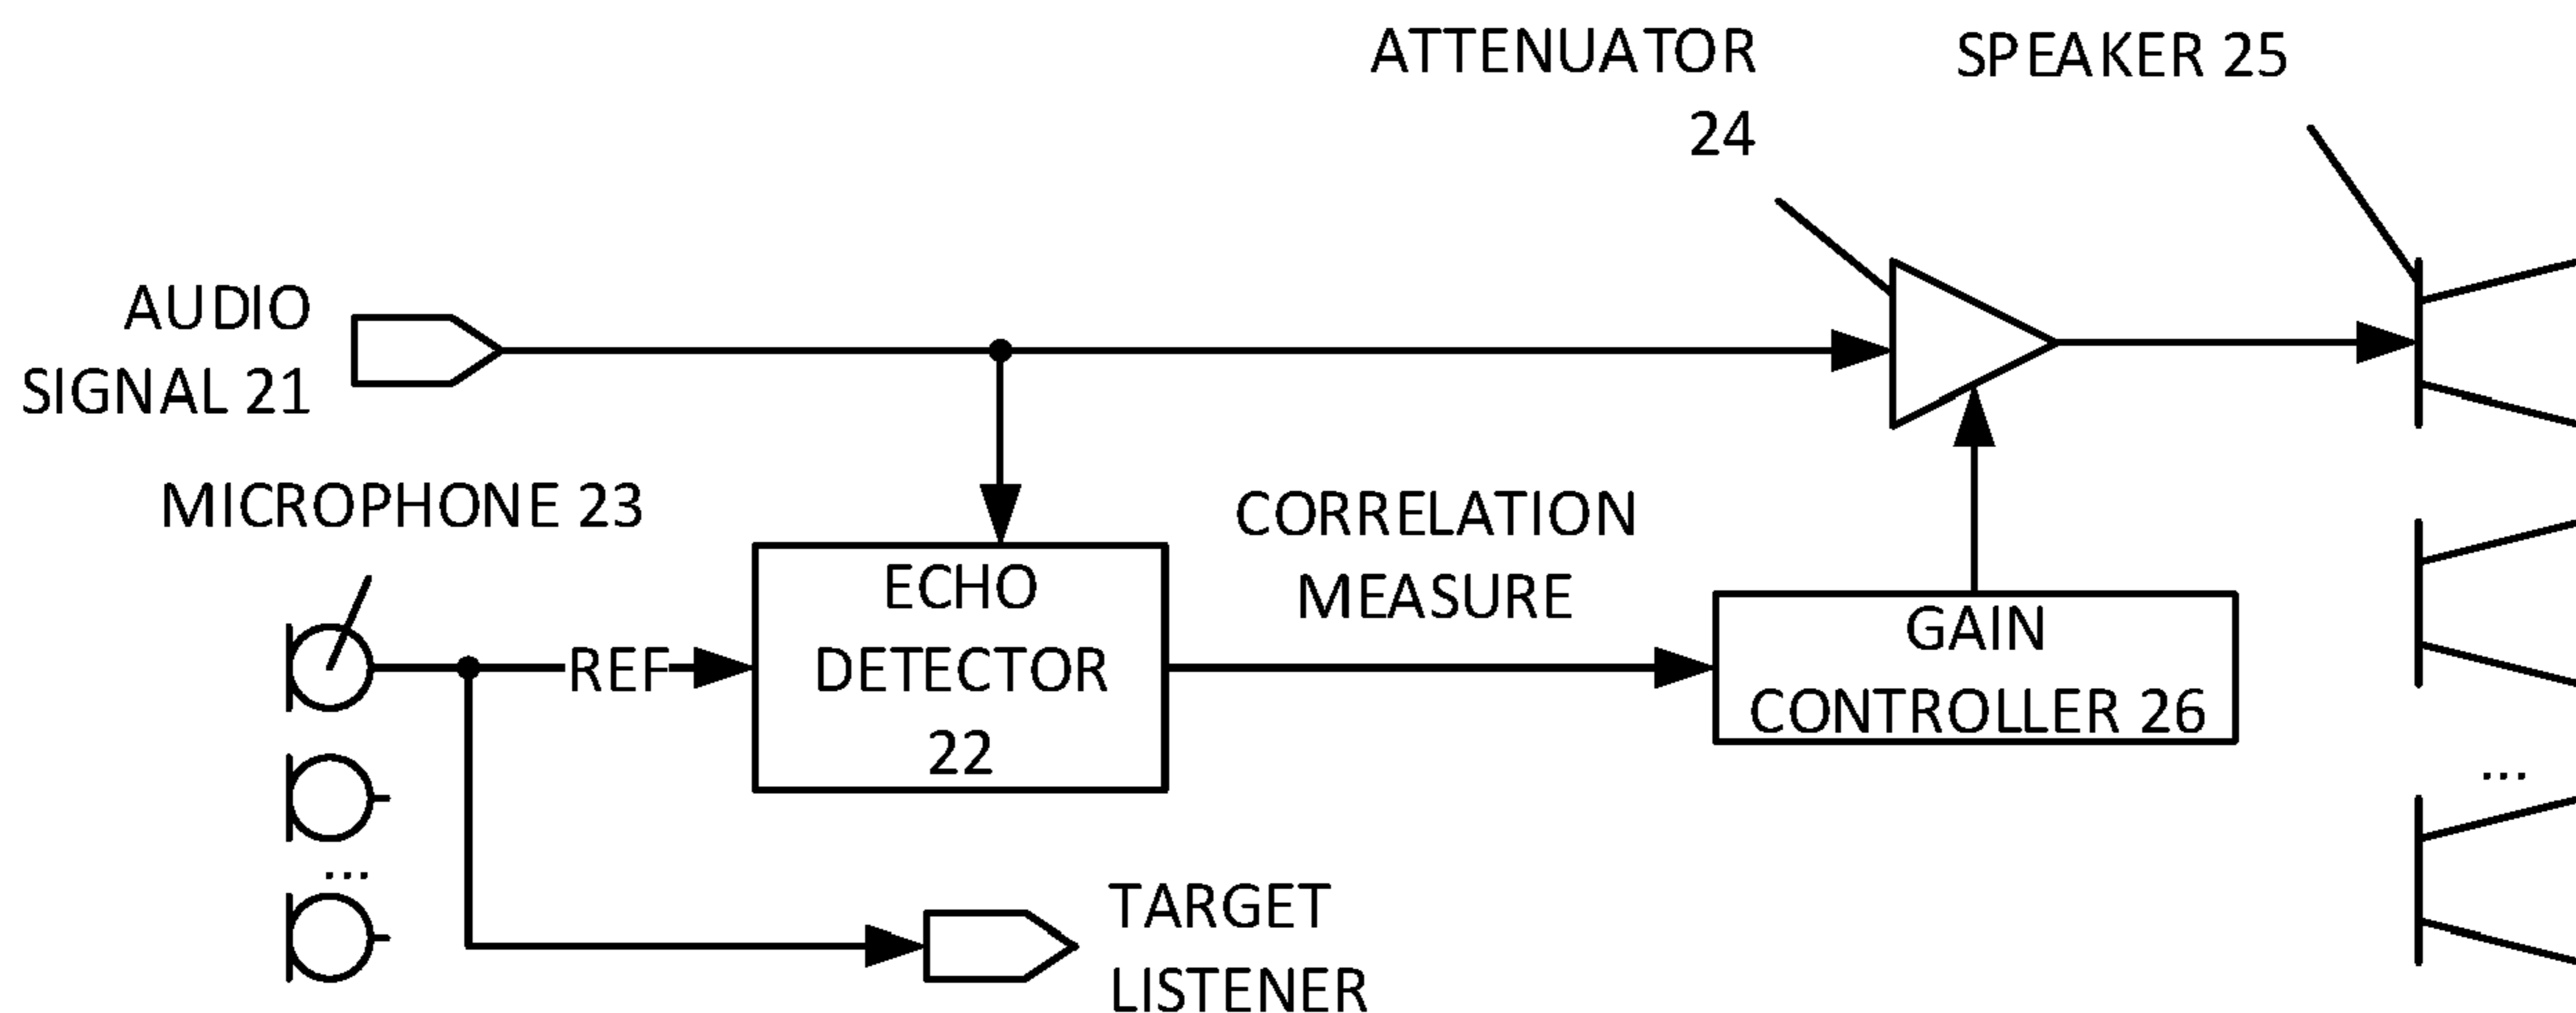 ATTENUATOR
24
SPEAKER 25
AUDIO
SIGNAL 21
MICROPHONE 23
CORRELATION
MEASURE
ECHO
DETECTOR
22
REF
GAIN
CONTROLLER 26
...
...
TARGET
LISTENER